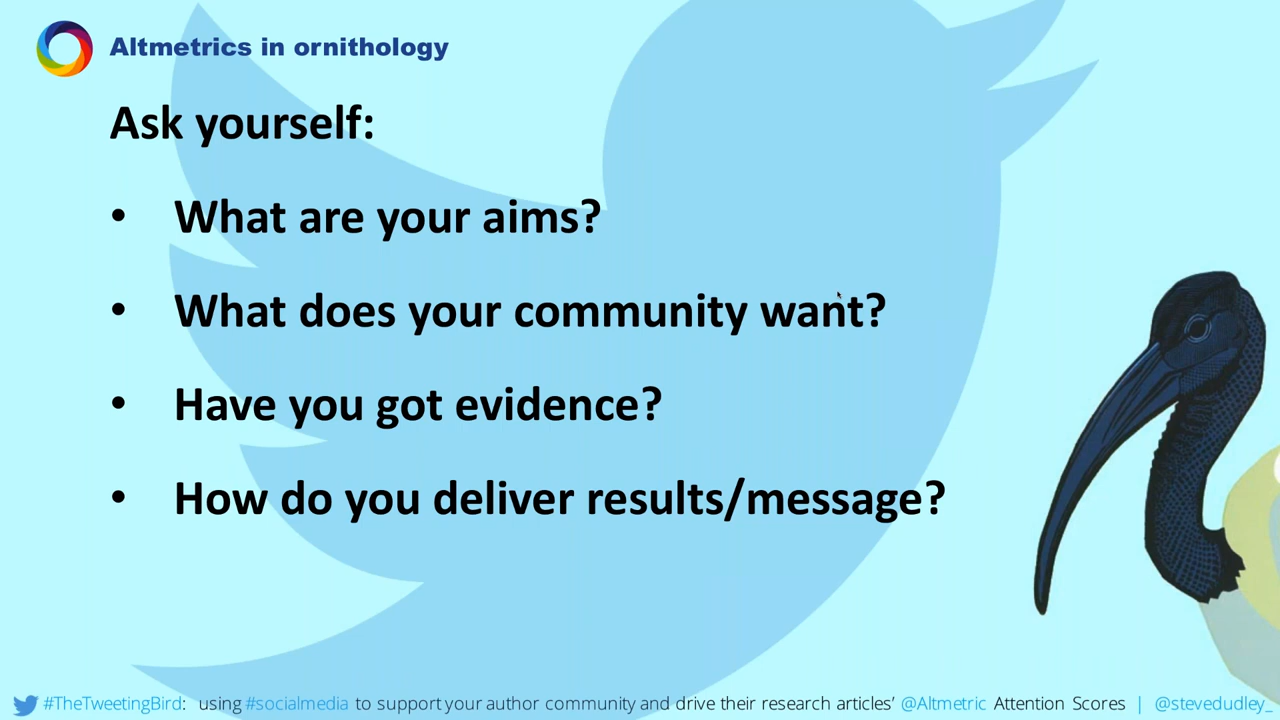 Altmetrics in ornithology
Ask yourself:
• What are your aims?
• What does your community want?
• Have you got evidence?
• How do you deliver results/message?
#TheTweetingBird: using #socialmedia to support your author community and drive their research articles’ @Altmetric Attention Scores | @stevedudley_